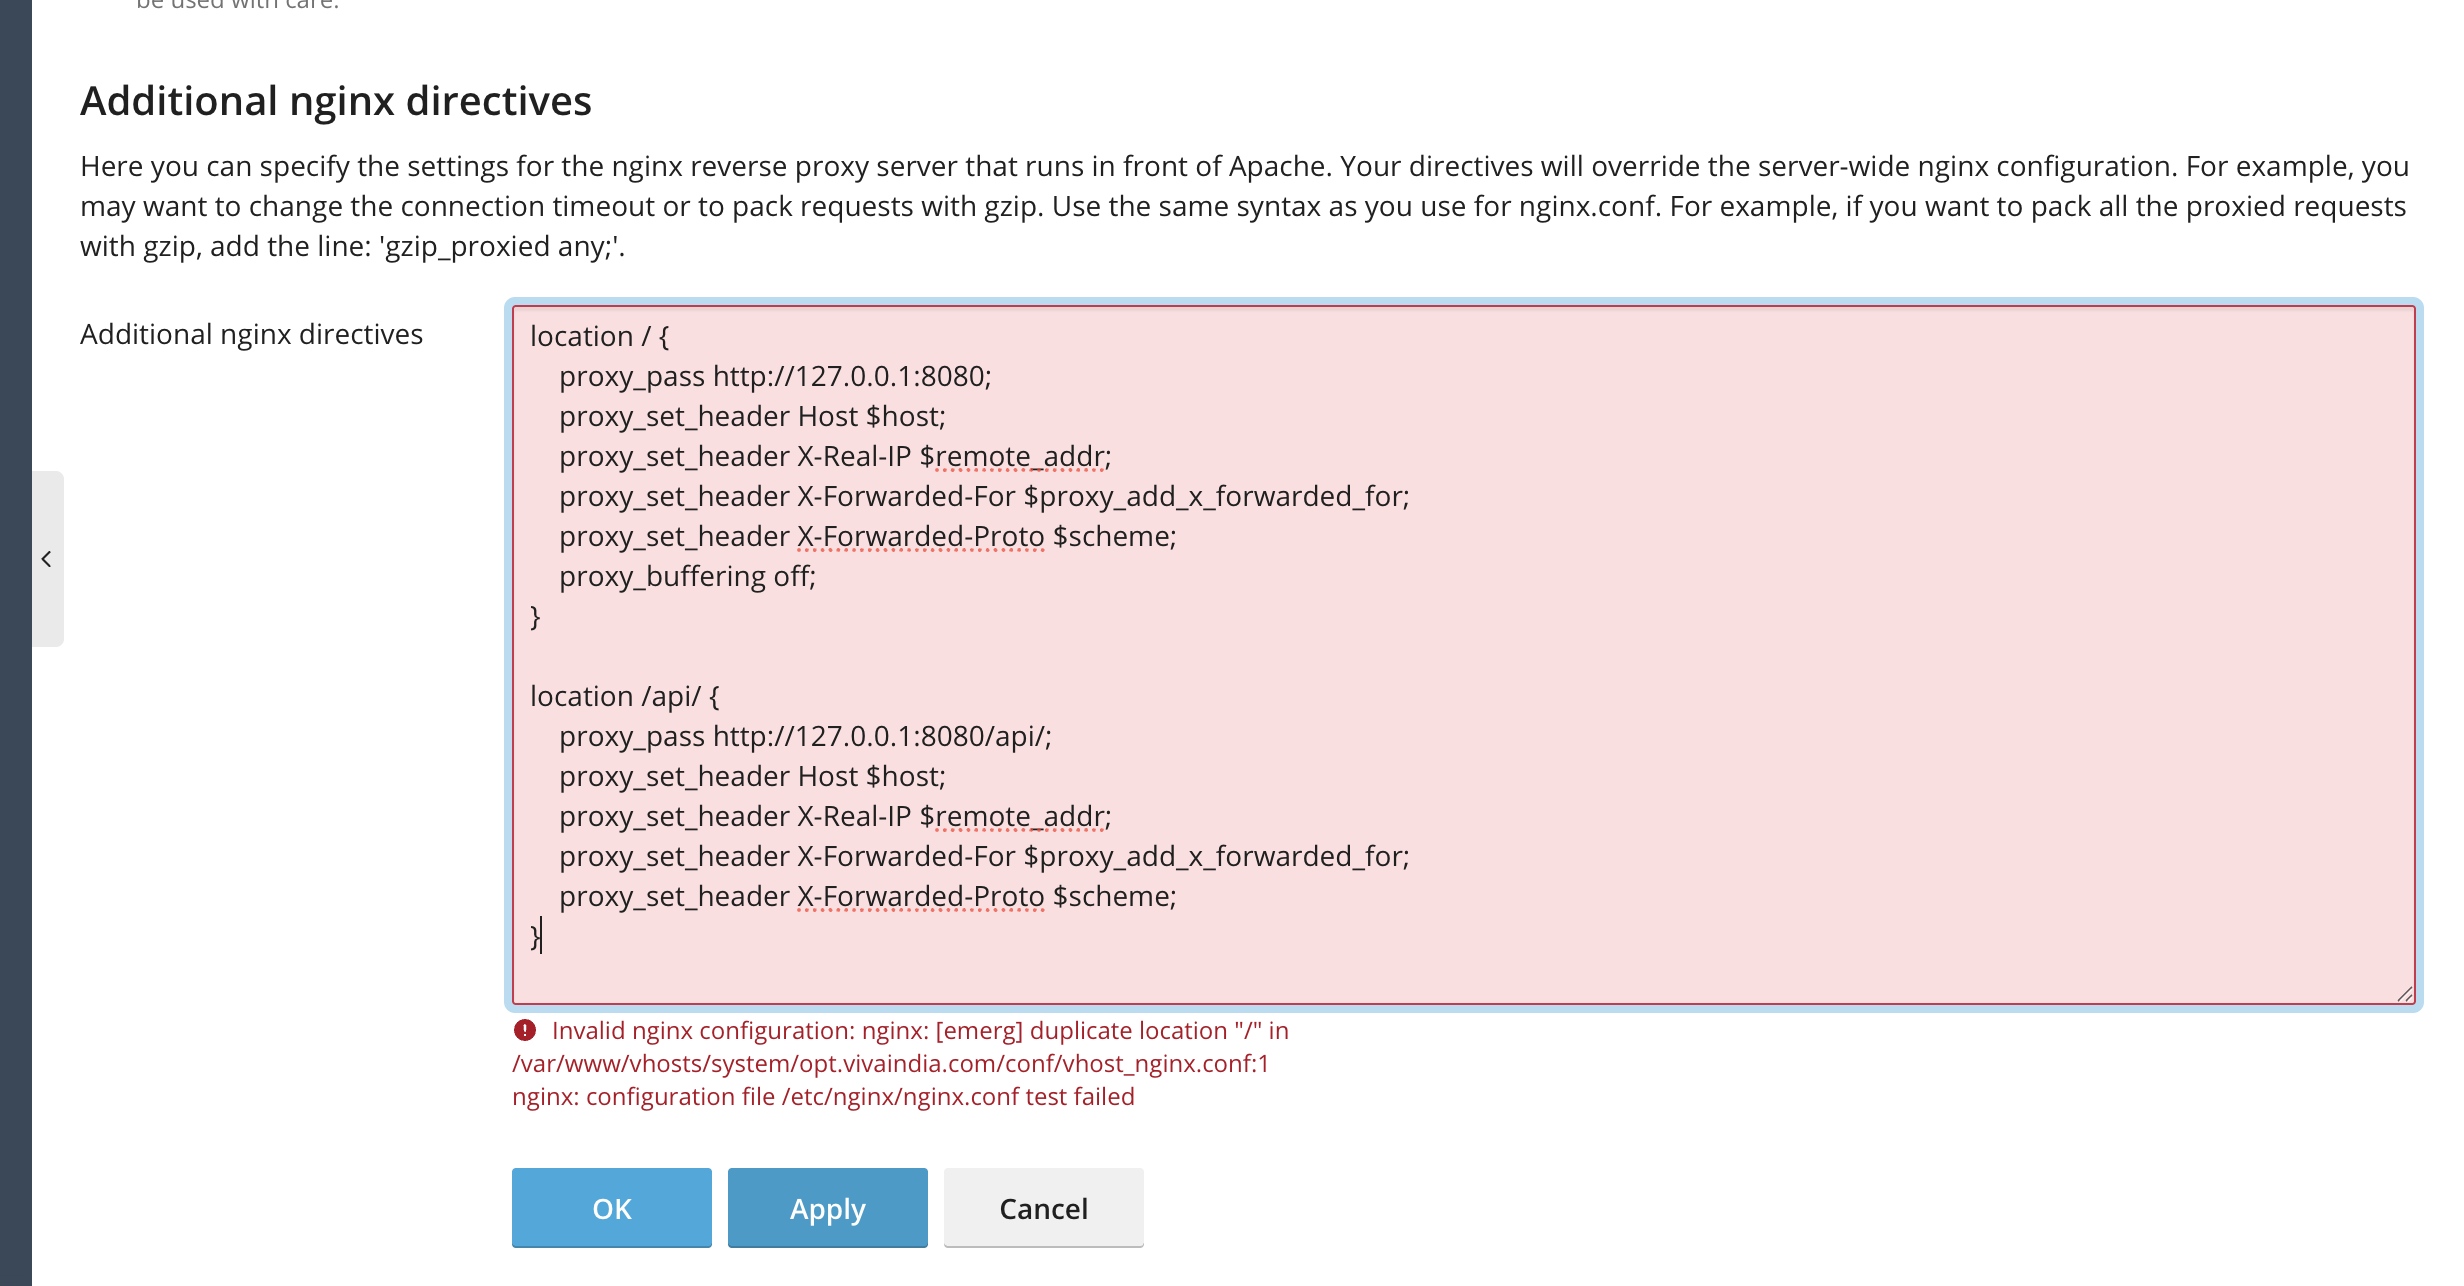 be used with care.
Additional nginx directives
Here you can specify the settings for the nginx reverse proxy server that runs in front of Apache. Your directives will override the server-wide nginx configuration. For example, you
may want to change the connection timeout or to pack requests with gzip. Use the same syntax as you use for nginx.conf. For example, if you want to pack all the proxied requests
with gzip, add the line: 'gzip_proxied any;'.
Additional nginx directives
location / {
    proxy_pass http://127.0.0.1:8080;
    proxy_set_header Host $host;
    proxy_set_header X-Real-IP $remote_addr;
    proxy_set_header X-Forwarded-For $proxy_add_x_forwarded_for;
    proxy_set_header X-Forwarded-Proto $scheme;
    proxy_buffering off;
}
location /api/ {
    proxy_pass http://127.0.0.1:8080/api/;
    proxy_set_header Host $host;
    proxy_set_header X-Real-IP $remote_addr;
    proxy_set_header X-Forwarded-For $proxy_add_x_forwarded_for;
    proxy_set_header X-Forwarded-Proto $scheme;
}
Invalid nginx configuration: nginx: [emerg] duplicate location "/" in
/var/www/vhosts/system/opt.vivaindia.com/conf/vhost_nginx.conf:1
nginx: configuration file /etc/nginx/nginx.conf test failed
OK
Apply
Cancel